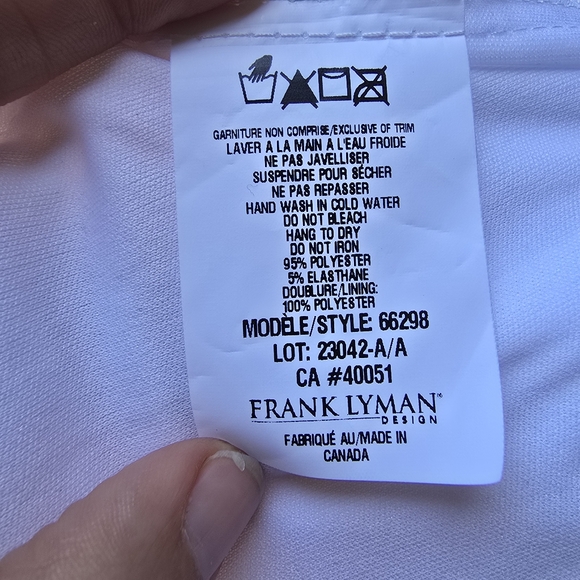 GARNITURE NON COMPRISE/EXCLUSIVE OF TRIM
LAVER A LA MAIN A L'EAU FROIDE
NE PAS JAVELLISER
SUSPENDRE POUR SÉCHER
NE PAS REPASSER
HAND WASH IN COLD WATER
DO NOT BLEACH
HANG TO DRY
DO NOT IRON
95% POLYESTER
5% ELASTHANE
DOUBLURE/LINING:
100% POLYESTER
MODÈLE/STYLE: 66298
LOT: 23042-A/A
CA #40051
FRANK LYMAN™
DESIGN
FABRIQUÉ AU/MADE IN
CANADA